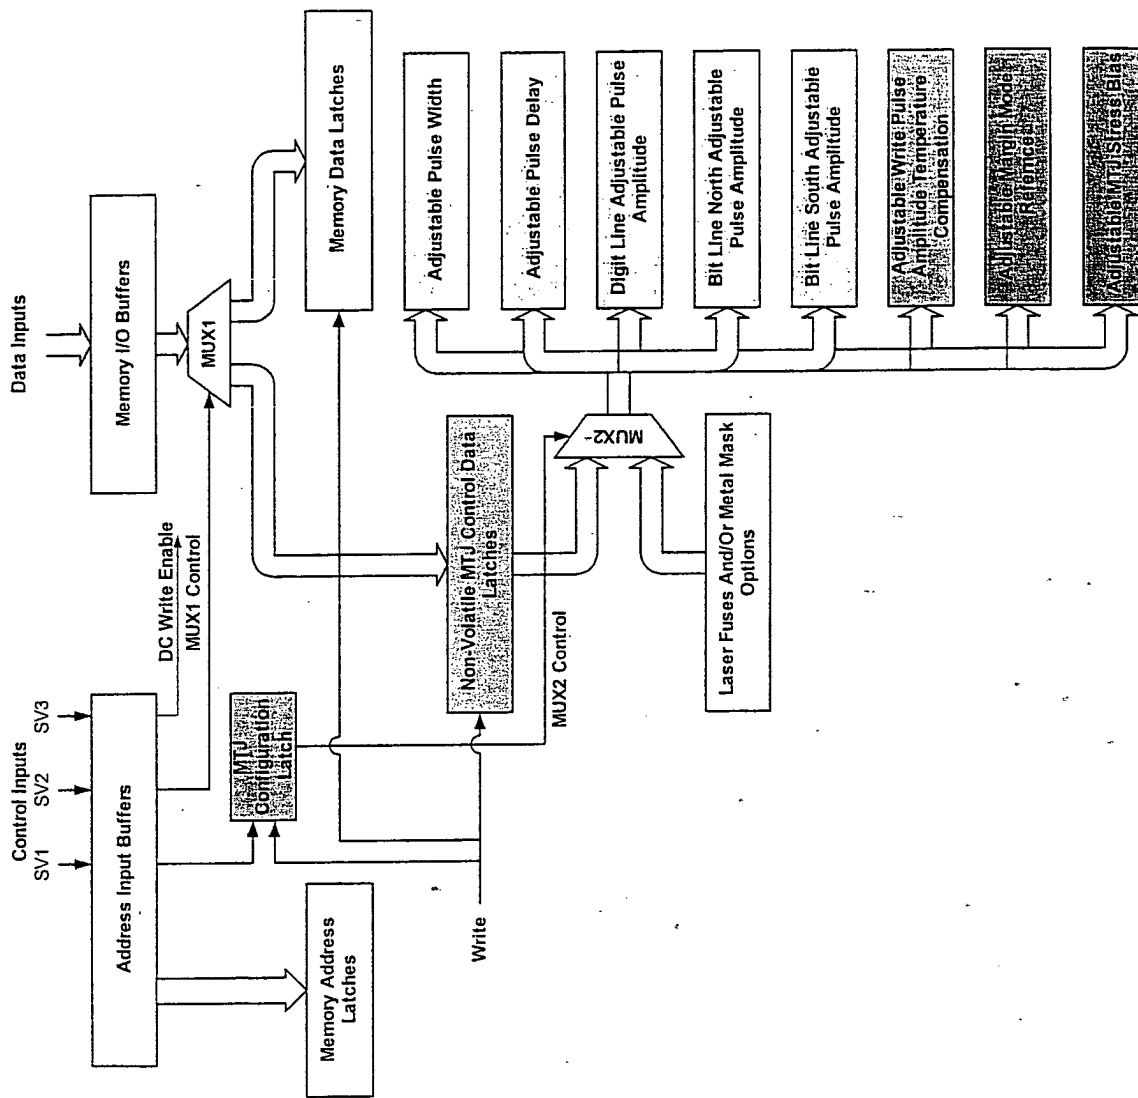 Control Inputs
SV1
SV2
SV3
Data Inputs
Address Input Buffers
Memory I/O Buffers
DC Write Enable
MUX1 Control
MUX1
MTJ
Configuration
Latch
Memory Address
Latches
Memory Data Latches
Write
Non-Volatile MTJ Control Data
Latches
MUX2 Control
MUX2
Laser Fuses And/Or Metal Mask
Options
Adjustable Pulse Width
Adjustable Pulse Delay
Digit Line Adjustable Pulse
Amplitude
Bit Line North Adjustable
Pulse Amplitude
Bit Line South Adjustable
Pulse Amplitude
Adjustable Write Pulse
Amplitude Temperature
Compensation
Adjustable Margin Mode
Refence
Adjustable MTJ Stress Bias